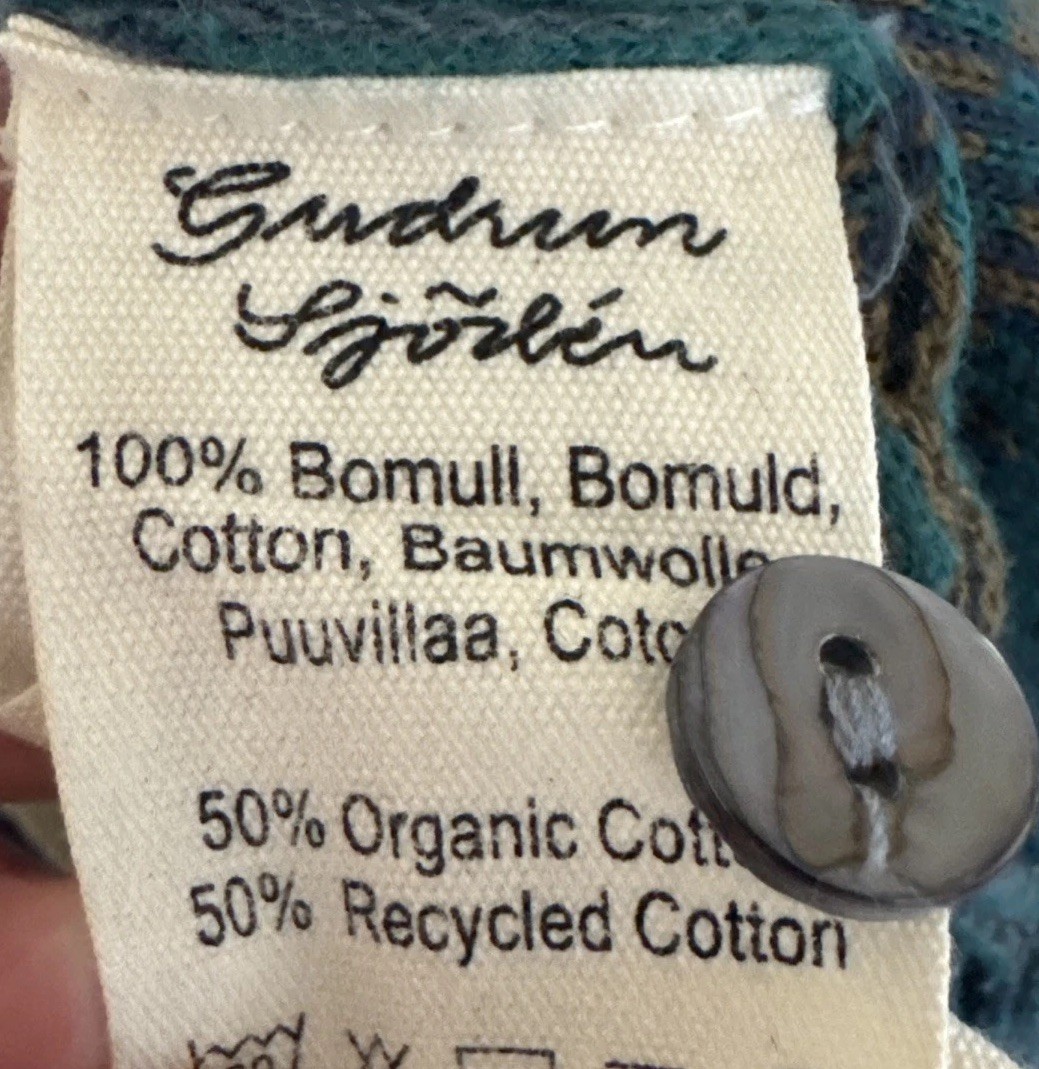 Gudrun
Sjödén
100% Bomull, Bomuld,
Cotton, Baumwolle
Puuvillaa,
50% Organic
50% Recycled Cotton